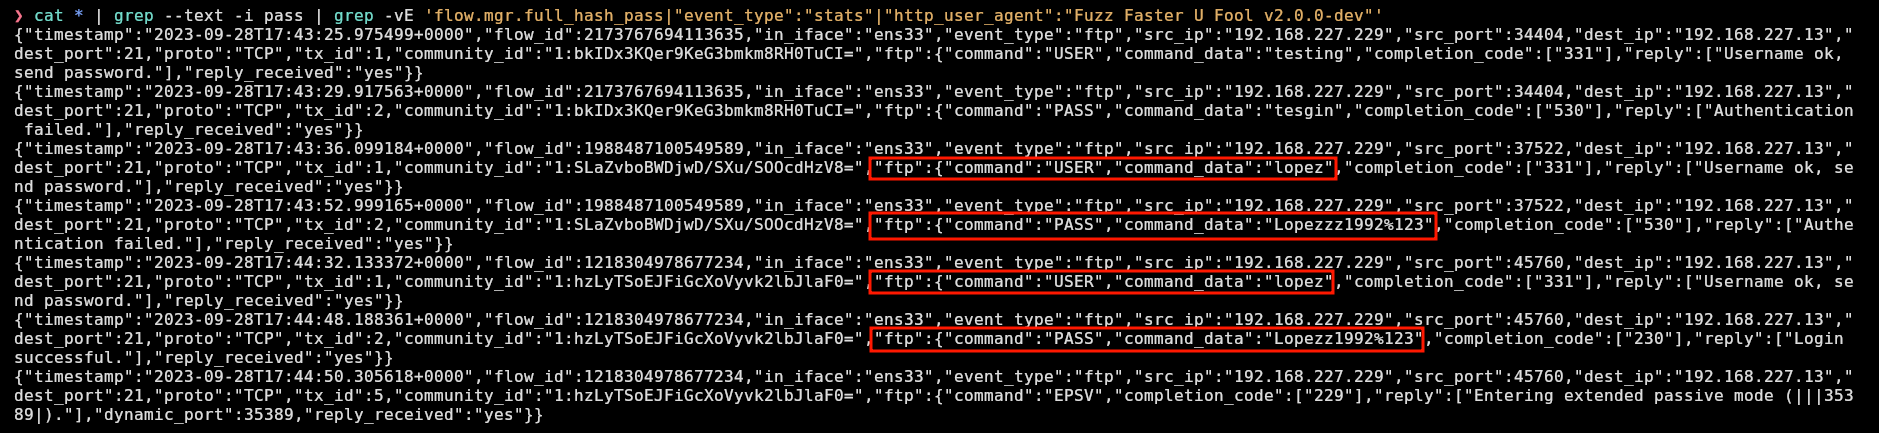 ❯ cat * | grep --text -i pass | grep -vE 'flow.mgr.full_hash_pass|"event_type":"stats"|"http_user_agent":"Fuzz Faster U Fool v2.0.0-dev"'
{"timestamp":"2023-09-28T17:43:25.975499+0000","flow_id":2173767694113635,"in_iface":"ens33","event_type":"ftp","src_ip":"192.168.227.229","src_port":34404,"dest_ip":"192.168.227.13","
dest_port":21,"proto":"TCP","tx_id":1,"community_id":"1:bkIDx3KQer9KeG3bmkm8RH0TuCI=","ftp":{"command":"USER","command_data":"testing","completion_code":["331"],"reply":["Username ok,
send password."],"reply_received":"yes"}}
{"timestamp":"2023-09-28T17:43:29.917563+0000","flow_id":2173767694113635,"in_iface":"ens33","event_type":"ftp","src_ip":"192.168.227.229","src_port":34404,"dest_ip":"192.168.227.13","
dest_port":21,"proto":"TCP","tx_id":2,"community_id":"1:bkIDx3KQer9KeG3bmkm8RH0TuCI=","ftp":{"command":"PASS","command_data":"tesgin","completion_code":["530"],"reply":["Authentication
 failed."],"reply_received":"yes"}}
{"timestamp":"2023-09-28T17:43:36.099184+0000","flow_id":1988487100549589,"in_iface":"ens33","event_type":"ftp","src_ip":"192.168.227.229","src_port":37522,"dest_ip":"192.168.227.13","
dest_port":21,"proto":"TCP","tx_id":1,"community_id":"1:SLaZvboBWDjwD/SXu/SOOcdHzV8=","ftp":{"command":"USER","command_data":"lopez","completion_code":["331"],"reply":["Username ok, se
nd password."],"reply_received":"yes"}}
{"timestamp":"2023-09-28T17:43:52.999165+0000","flow_id":1988487100549589,"in_iface":"ens33","event_type":"ftp","src_ip":"192.168.227.229","src_port":37522,"dest_ip":"192.168.227.13","
dest_port":21,"proto":"TCP","tx_id":2,"community_id":"1:SLaZvboBWDjwD/SXu/SOOcdHzV8=","ftp":{"command":"PASS","command_data":"Lopezzz1992%123","completion_code":["530"],"reply":["Authe
ntication failed."],"reply_received":"yes"}}
{"timestamp":"2023-09-28T17:44:32.133372+0000","flow_id":1218304978677234,"in_iface":"ens33","event_type":"ftp","src_ip":"192.168.227.229","src_port":45760,"dest_ip":"192.168.227.13","
dest_port":21,"proto":"TCP","tx_id":1,"community_id":"1:hzLyTSoEJFiGcXoVyvk2lbJlaF0=","ftp":{"command":"USER","command_data":"lopez","completion_code":["331"],"reply":["Username ok, se
nd password."],"reply_received":"yes"}}
{"timestamp":"2023-09-28T17:44:48.188361+0000","flow_id":1218304978677234,"in_iface":"ens33","event_type":"ftp","src_ip":"192.168.227.229","src_port":45760,"dest_ip":"192.168.227.13","
dest_port":21,"proto":"TCP","tx_id":2,"community_id":"1:hzLyTSoEJFiGcXoVyvk2lbJlaF0=","ftp":{"command":"PASS","command_data":"Lopezz1992%123","completion_code":["230"],"reply":["Login
successful."],"reply_received":"yes"}}
{"timestamp":"2023-09-28T17:44:50.305618+0000","flow_id":1218304978677234,"in_iface":"ens33","event_type":"ftp","src_ip":"192.168.227.229","src_port":45760,"dest_ip":"192.168.227.13","
dest_port":21,"proto":"TCP","tx_id":5,"community_id":"1:hzLyTSoEJFiGcXoVyvk2lbJlaF0=","ftp":{"command":"EPSV","completion_code":["229"],"reply":["Entering extended passive mode (|||353
89|)."],"dynamic_port":35389,"reply_received":"yes"}}